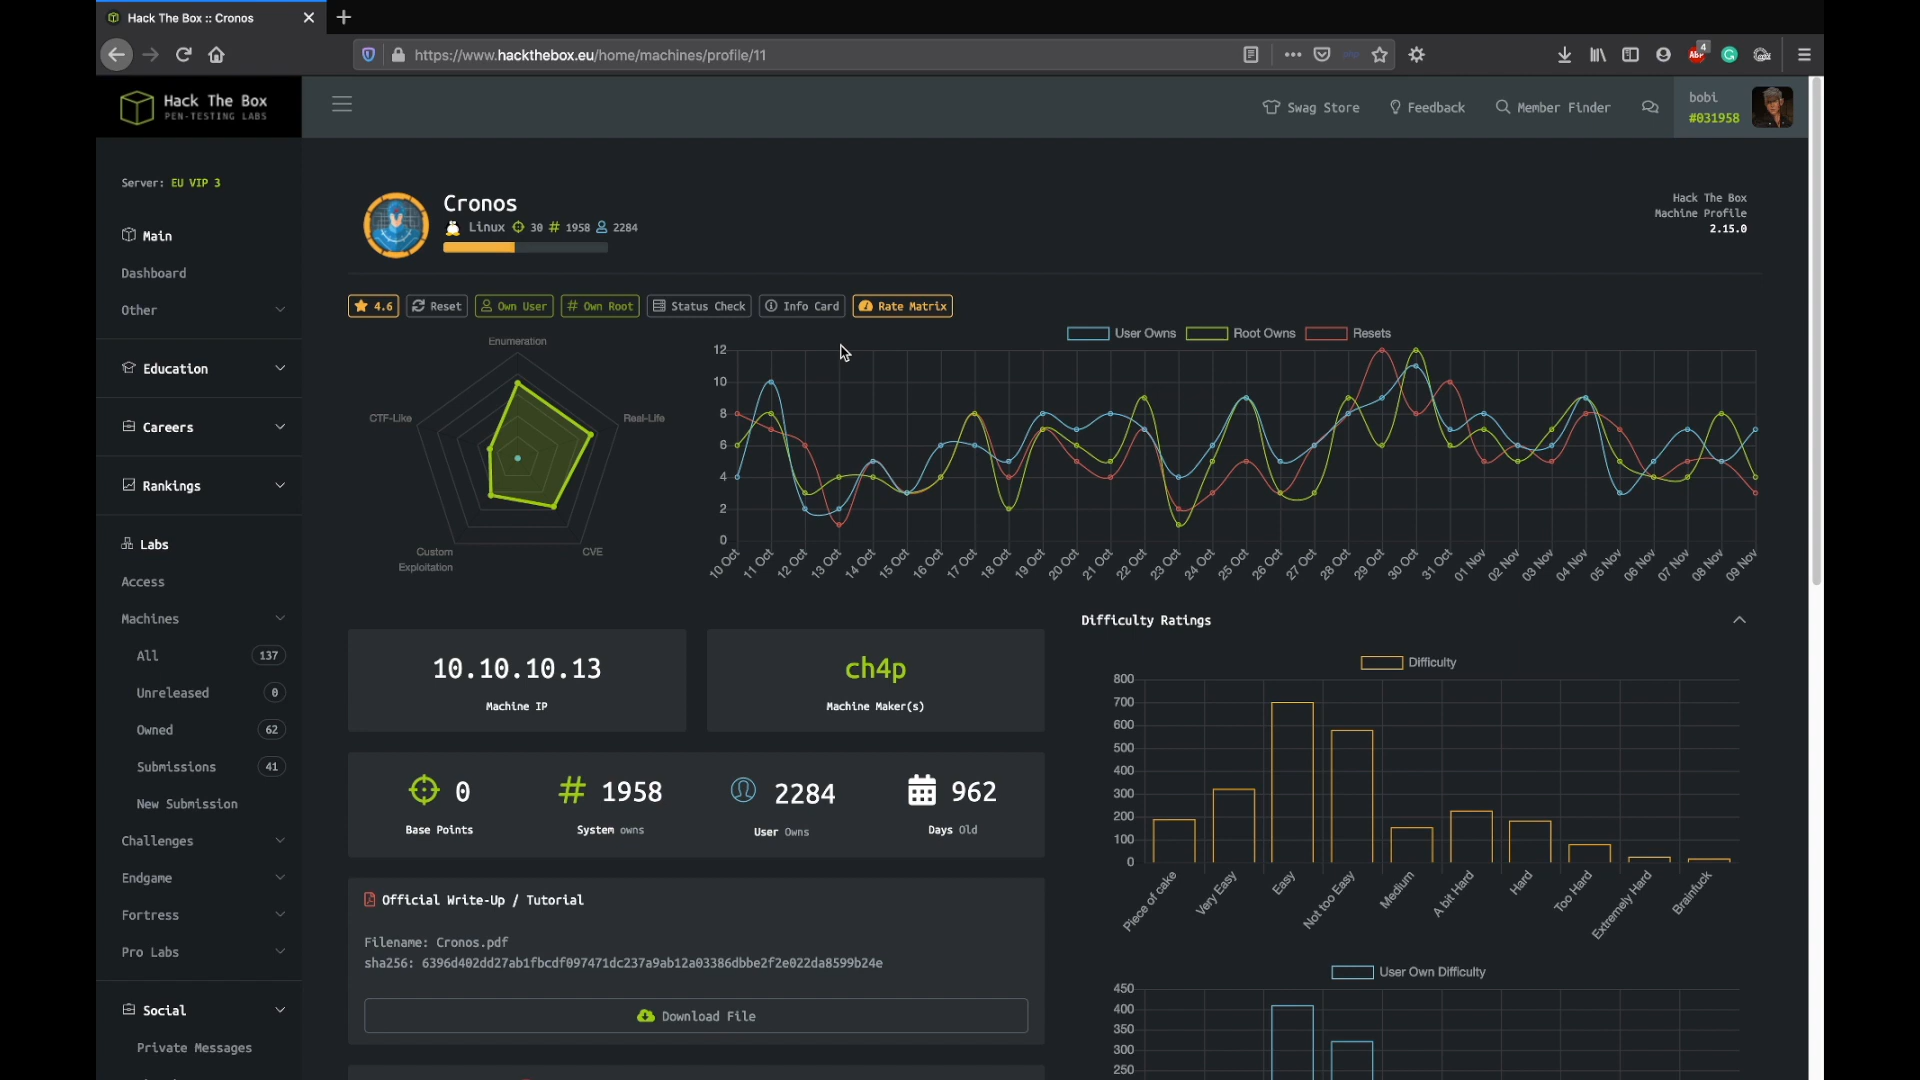 Hack The Box :: Cronos
https://www.hackthebox.eu/home/machines/profile/11
4
ABP
Hack The Box
PEN-TESTING LABS
Swag Store
Feedback
Member Finder
bobi
#031958
Server: EU VIP 3
Main
Dashboard
Other
Education
Careers
Rankings
Labs
Access
Machines
All 137
Unreleased 0
Owned 62
Submissions 41
New Submission
Challenges
Endgame
Fortress
Pro Labs
Social
Private Messages
Cronos
Linux 30 # 1958 2284
Hack The Box
Machine Profile
2.15.0
4.6
Reset
Own User
# Own Root
Status Check
Info Card
Rate Matrix
Enumeration
Real-Life
CVE
Custom
Exploitation
CTF-Like
User Owns
Root Owns
Resets
12
10
8
6
4
2
0
10 Oct
11 Oct
12 Oct
13 Oct
14 Oct
15 Oct
16 Oct
17 Oct
18 Oct
19 Oct
20 Oct
21 Oct
22 Oct
23 Oct
24 Oct
25 Oct
26 Oct
27 Oct
28 Oct
29 Oct
30 Oct
31 Oct
01 Nov
02 Nov
03 Nov
04 Nov
05 Nov
06 Nov
07 Nov
08 Nov
09 Nov
10.10.10.13
Machine IP
ch4p
Machine Maker(s)
0
Base Points
# 1958
System owns
2284
User Owns
962
Days Old
Official Write-Up / Tutorial
Filename: Cronos.pdf
sha256: 6396d402dd27ab1fbcdf097471dc237a9ab12a03386dbbe2f2e022da8599b24e
Download File
Difficulty Ratings
Difficulty
800
700
600
500
400
300
200
100
0
Piece of cake
Very Easy
Easy
Not too Easy
Medium
A bit Hard
Hard
Too Hard
Extremely Hard
Brainfuck
User Own Difficulty
450
400
350
300
250